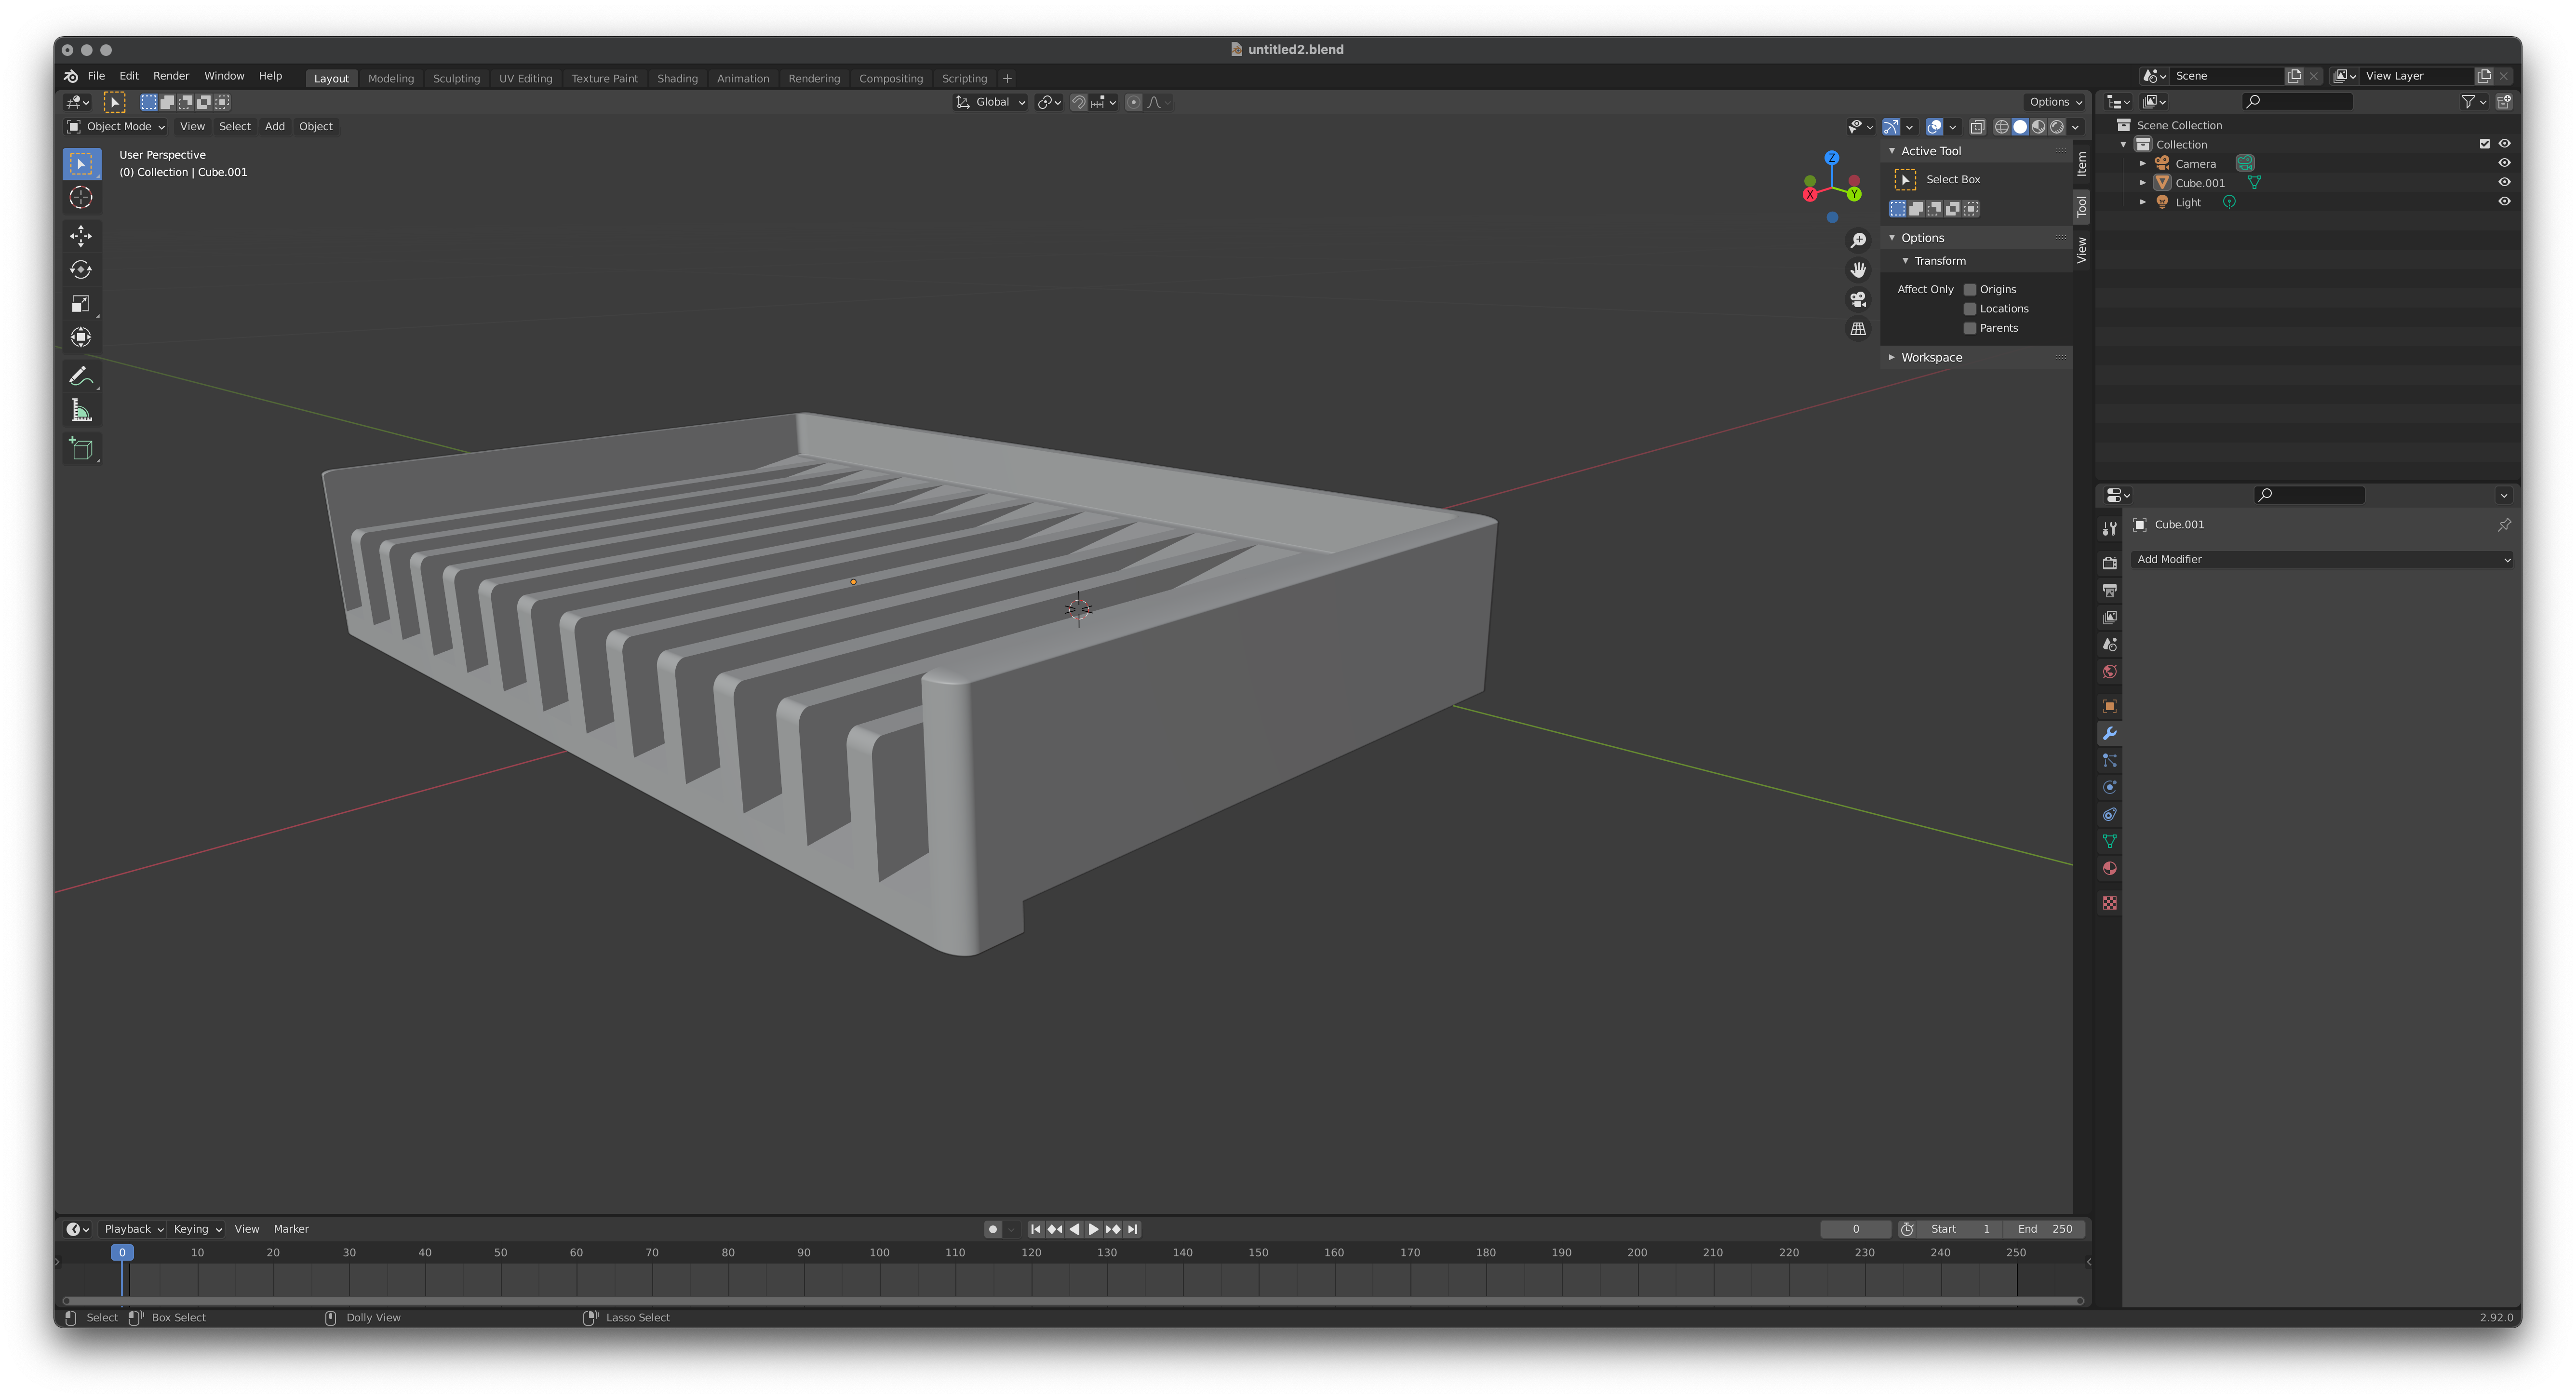 untitled2.blend
File Edit Render Window Help Layout Modeling Sculpting UV Editing Texture Paint Shading Animation Rendering Compositing Scripting + Scene View Layer
Global Options
Object Mode View Select Add Object
User Perspective
(0) Collection | Cube.001
Z
X
Y
Active Tool
Select Box
Options
Transform
Affect Only Origins
Locations
Parents
Workspace
Item
Tool
View
Scene Collection
Collection
Camera
Cube.001
Light
Cube.001
Add Modifier
Playback Keying View Marker 0 Start 1 End 250
0 10 20 30 40 50 60 70 80 90 100 110 120 130 140 150 160 170 180 190 200 210 220 230 240 250
Select Box Select Dolly View Lasso Select 2.92.0